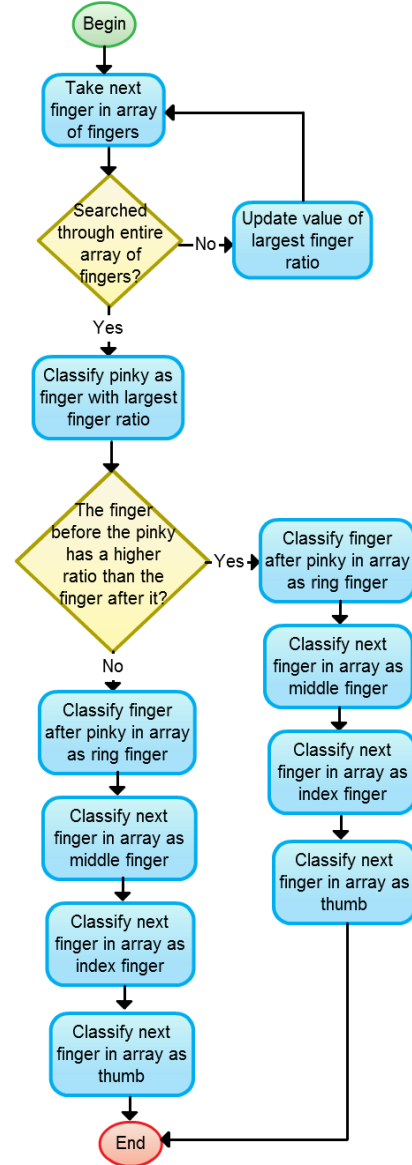 Begin
Take next
finger in array
of fingers
Searched
through entire
array of
fingers?
No
Update value of
largest finger
ratio
Yes
Classify pinky as
finger with largest
finger ratio
The finger
before the pinky
has a higher
ratio than the
finger after it?
Yes
Classify finger
after pinky in array
as ring finger
Classify next
finger in array as
middle finger
Classify next
finger in array as
index finger
Classify next
finger in array as
thumb
No
Classify finger
after pinky in array
as ring finger
Classify next
finger in array as
middle finger
Classify next
finger in array as
index finger
Classify next
finger in array as
thumb
End